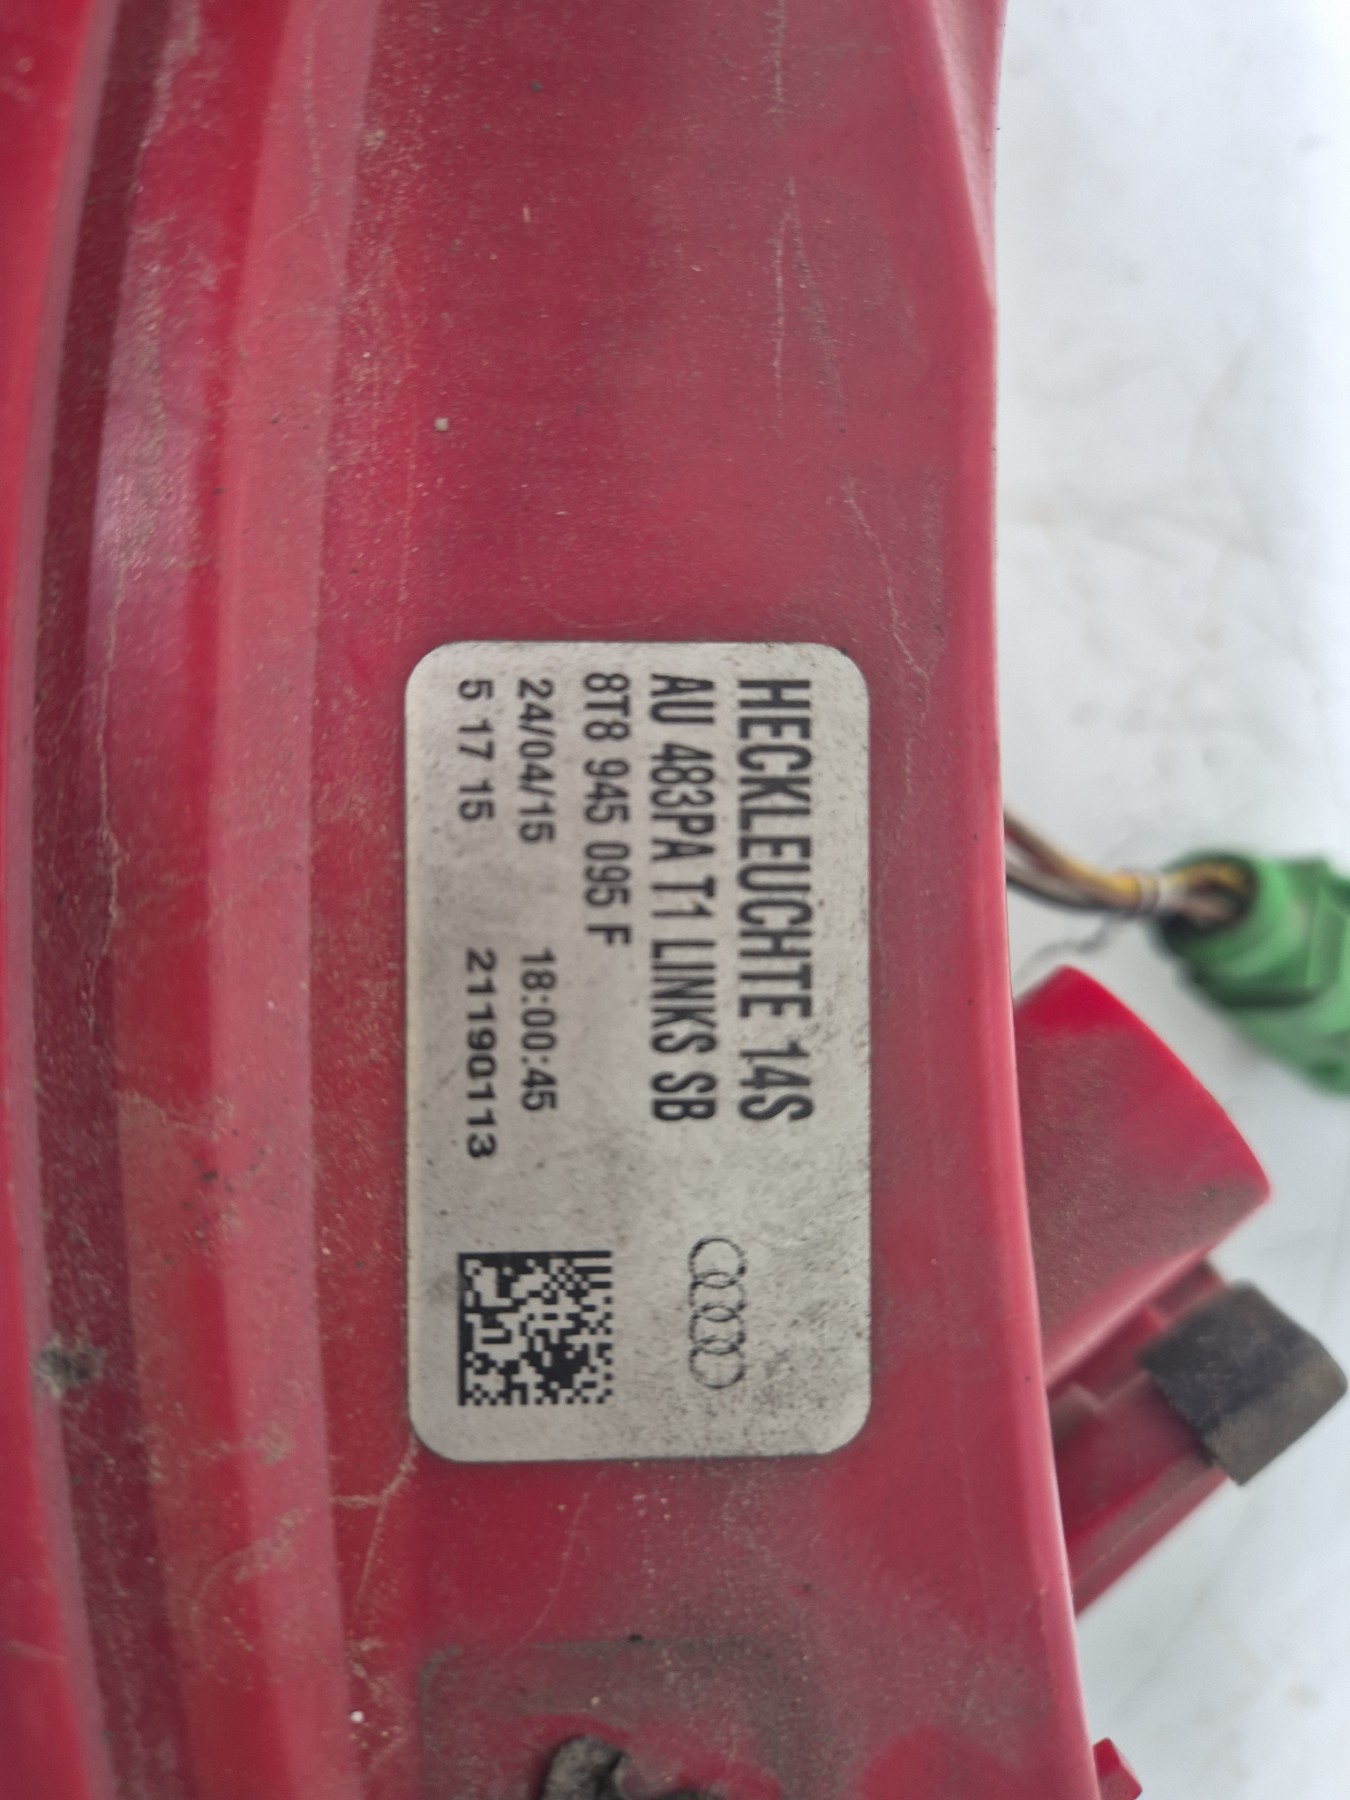 HECKLEUCHTE 14S
AU 483PA T1 LINKS SB
8T8 945 095 F
24/04/15 18:00:45
5 17 15 21190113